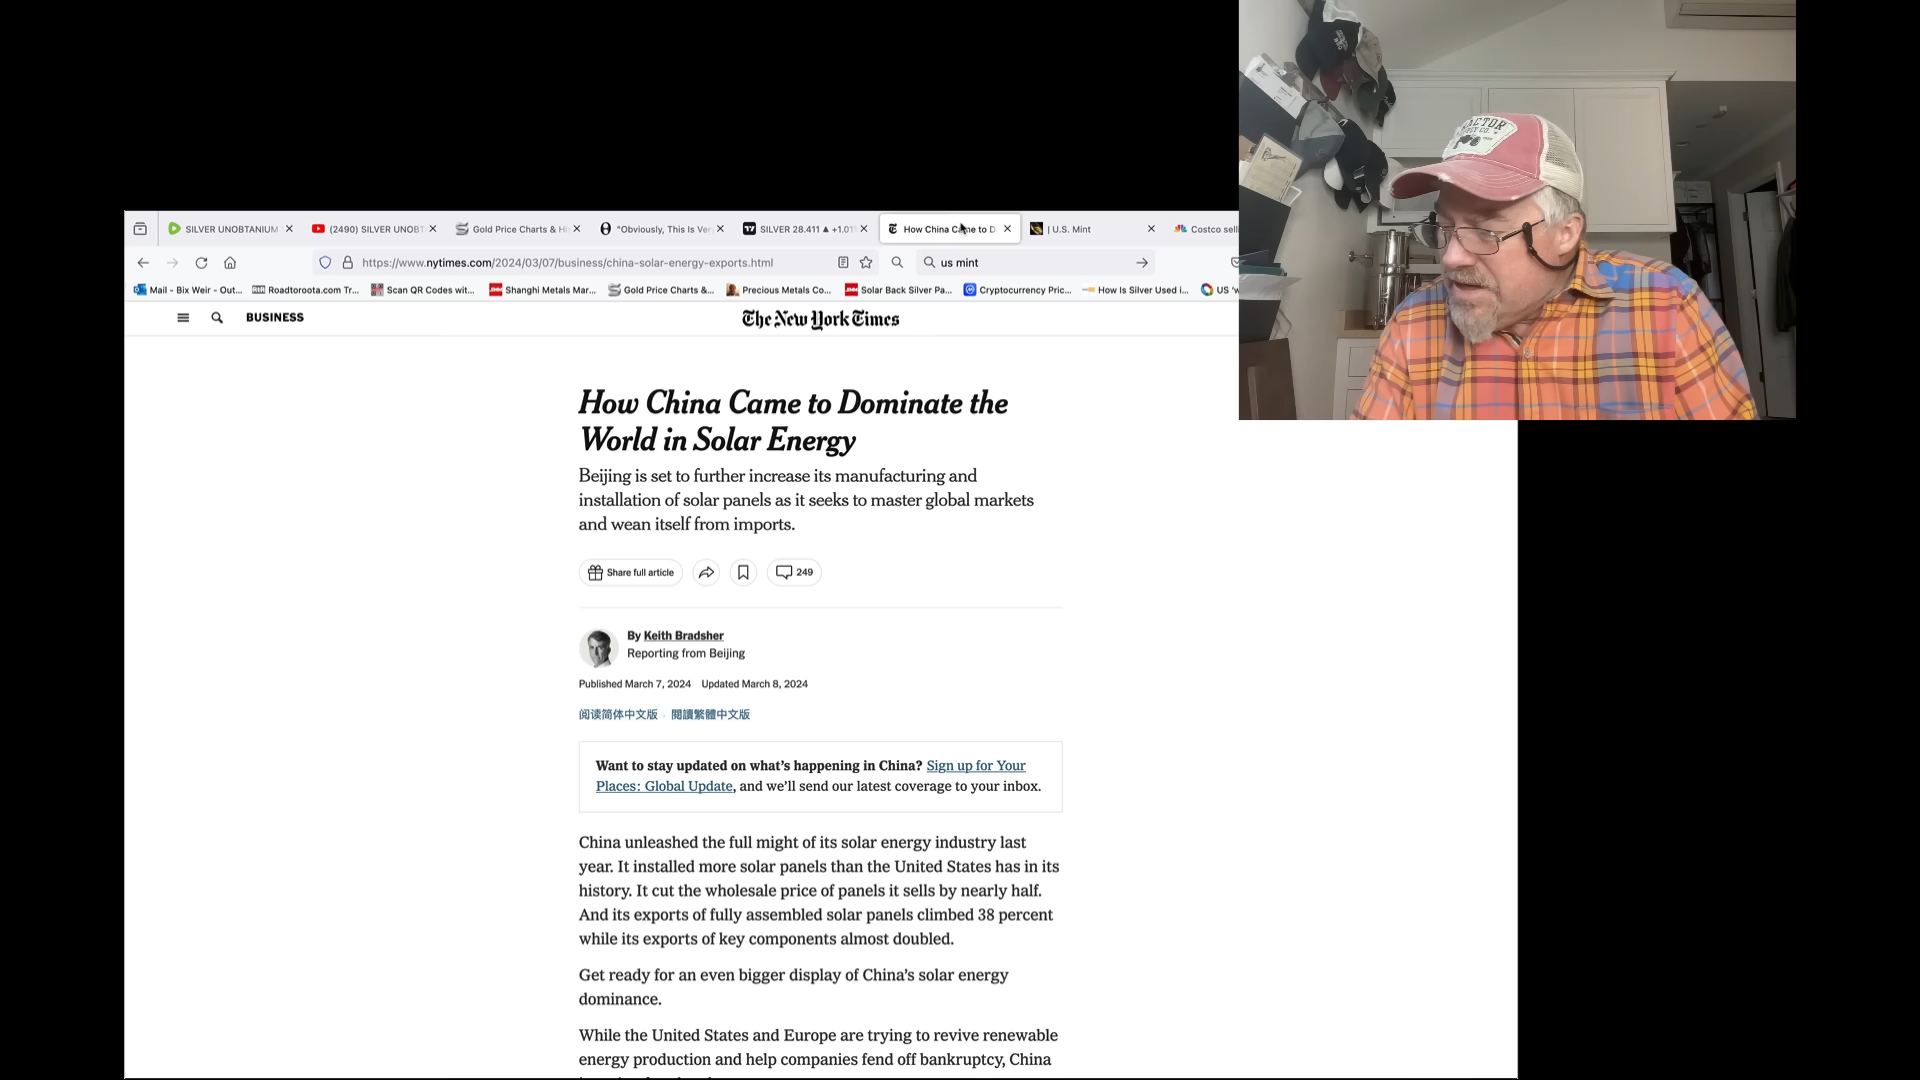 SILVER UNOBTANIUM
(2490) SILVER UNOBT
Gold Price Charts & Hi
"Obviously, This Is Ver
SILVER 28.411 ▲ +1.01
How China Came to D
| U.S. Mint
Costco selli
https://www.nytimes.com/2024/03/07/business/china-solar-energy-exports.html
us mint
Mail - Bix Weir - Out...
Roadtoroota.com Tr...
Scan QR Codes wit...
Shanghi Metals Mar...
Gold Price Charts &...
Precious Metals Co...
Solar Back Silver Pa...
Cryptocurrency Pric...
How Is Silver Used i...
US 'w
BUSINESS
The New York Times
How China Came to Dominate the
World in Solar Energy
Beijing is set to further increase its manufacturing and
installation of solar panels as it seeks to master global markets
and wean itself from imports.
Share full article
249
By Keith Bradsher
Reporting from Beijing
Published March 7, 2024 Updated March 8, 2024
阅读简体中文版 · 閱讀繁體中文版
Want to stay updated on what's happening in China? Sign up for Your
Places: Global Update, and we'll send our latest coverage to your inbox.
China unleashed the full might of its solar energy industry last
year. It installed more solar panels than the United States has in its
history. It cut the wholesale price of panels it sells by nearly half.
And its exports of fully assembled solar panels climbed 38 percent
while its exports of key components almost doubled.
Get ready for an even bigger display of China's solar energy
dominance.
While the United States and Europe are trying to revive renewable
energy production and help companies fend off bankruptcy, China